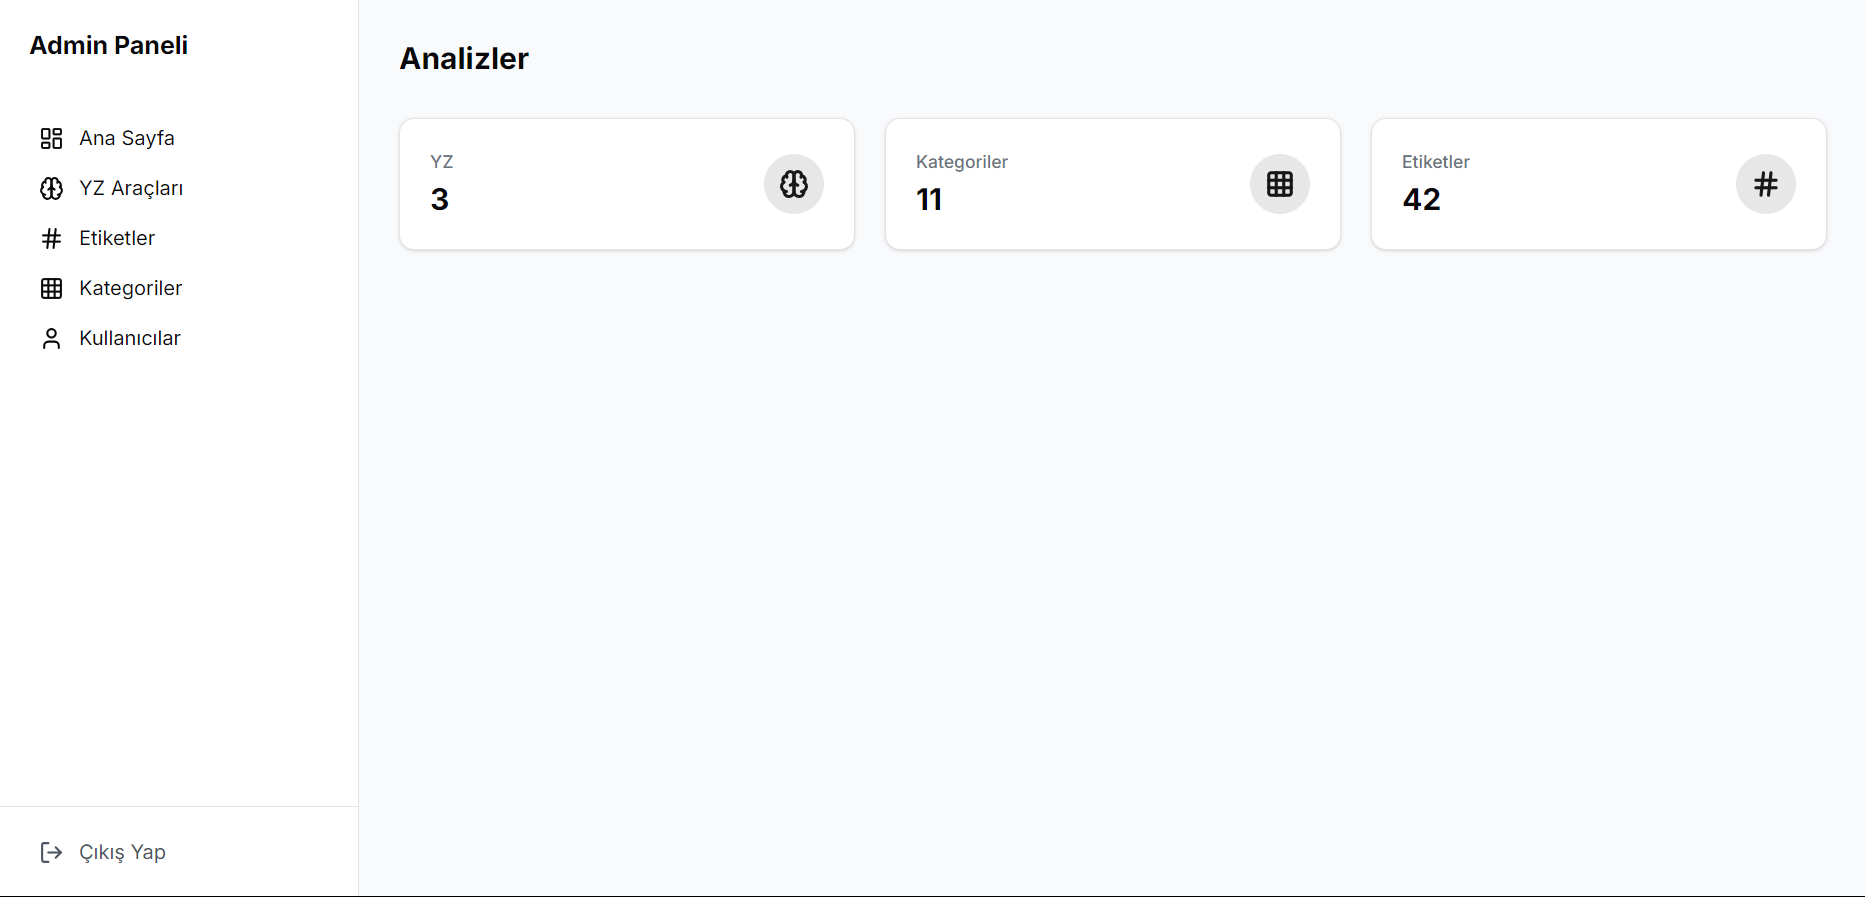 Admin Paneli
Ana Sayfa
YZ Araçları
Etiketler
Kategoriler
Kullanıcılar
Çıkış Yap
Analizler
YZ
3
Kategoriler
11
Etiketler
42